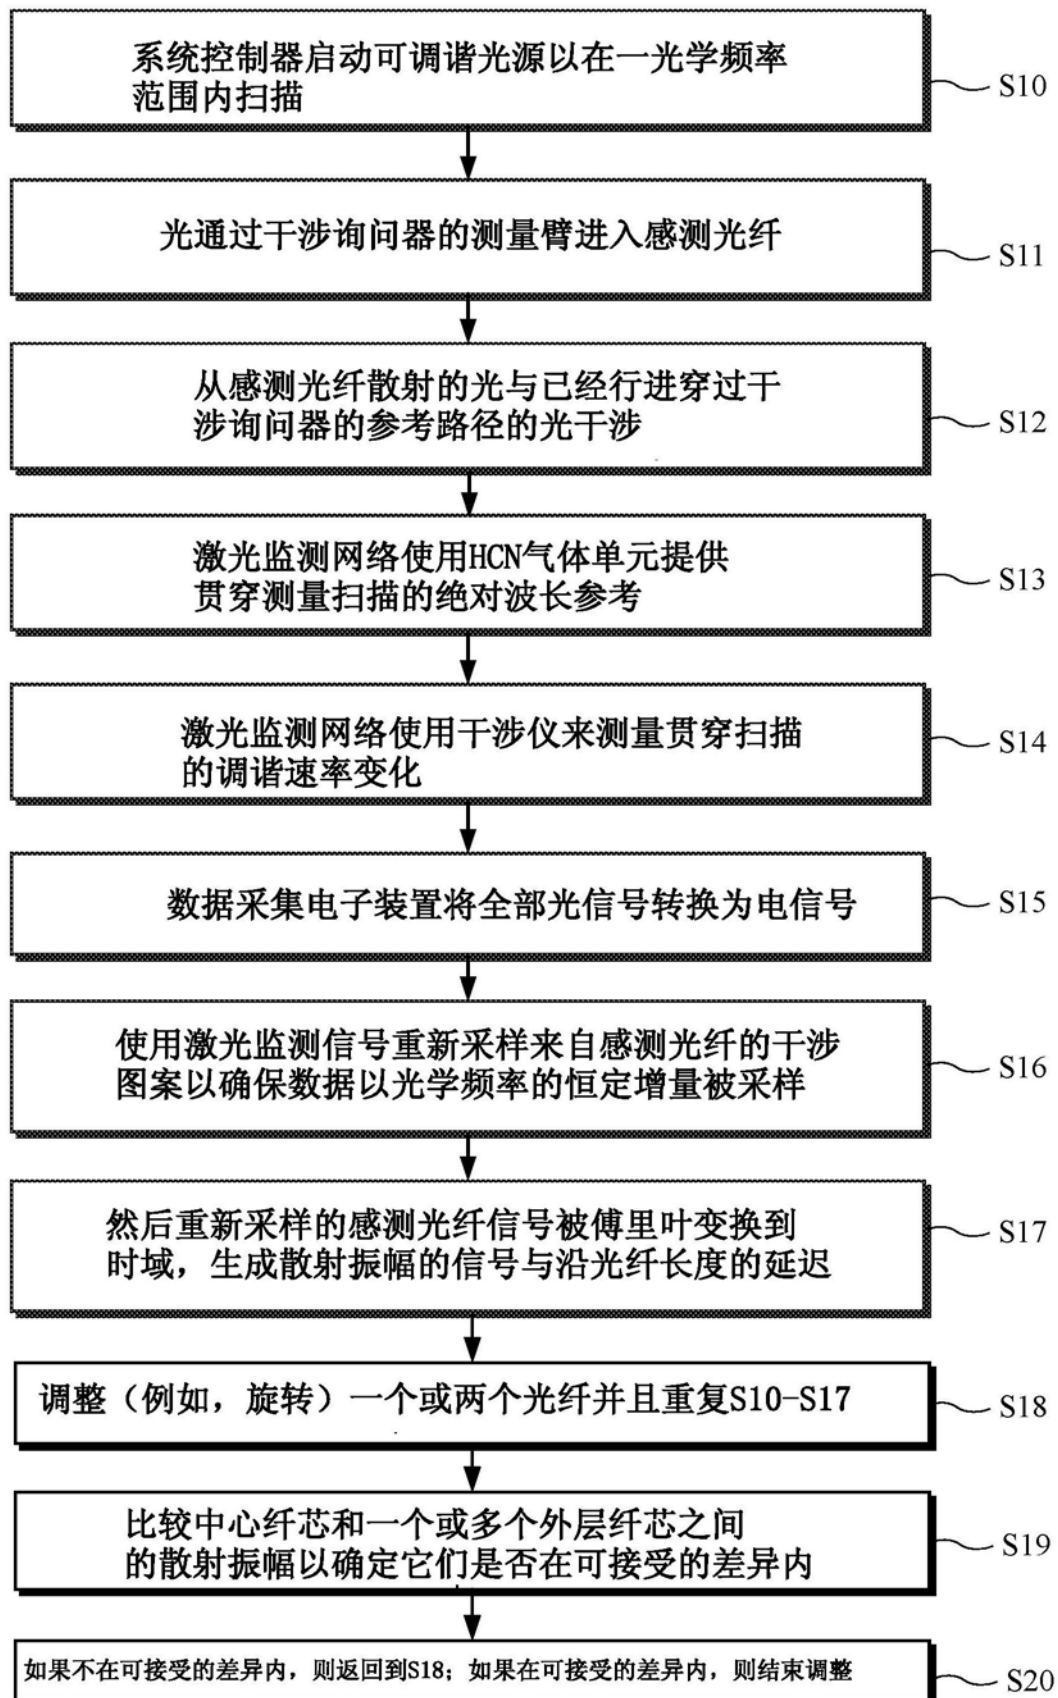 系统控制器启动可调谐光源以在一光学频率
范围内扫描
S10
光通过干涉询问器的测量臂进入感测光纤
S11
从感测光纤散射的光与已经行进穿过干
涉询问器的参考路径的光干涉
S12
激光监测网络使用HCN气体单元提供
贯穿测量扫描的绝对波长参考
S13
激光监测网络使用干涉仪来测量贯穿扫描
的调谐速率变化
S14
数据采集电子装置将全部光信号转换为电信号
S15
使用激光监测信号重新采样来自感测光纤的干涉
图案以确保数据以光学频率的恒定增量被采样
S16
然后重新采样的感测光纤信号被傅里叶变换到
时域，生成散射振幅的信号与沿光纤长度的延迟
S17
调整（例如，旋转）一个或两个光纤并且重复S10-S17
S18
比较中心纤芯和一个或多个外层纤芯之间
的散射振幅以确定它们是否在可接受的差异内
S19
如果不在可接受的差异内，则返回到S18；如果在可接受的差异内，则结束调整
S20